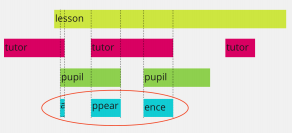 lesson
tutor tutor tutor
pupil pupil
a ppear ence